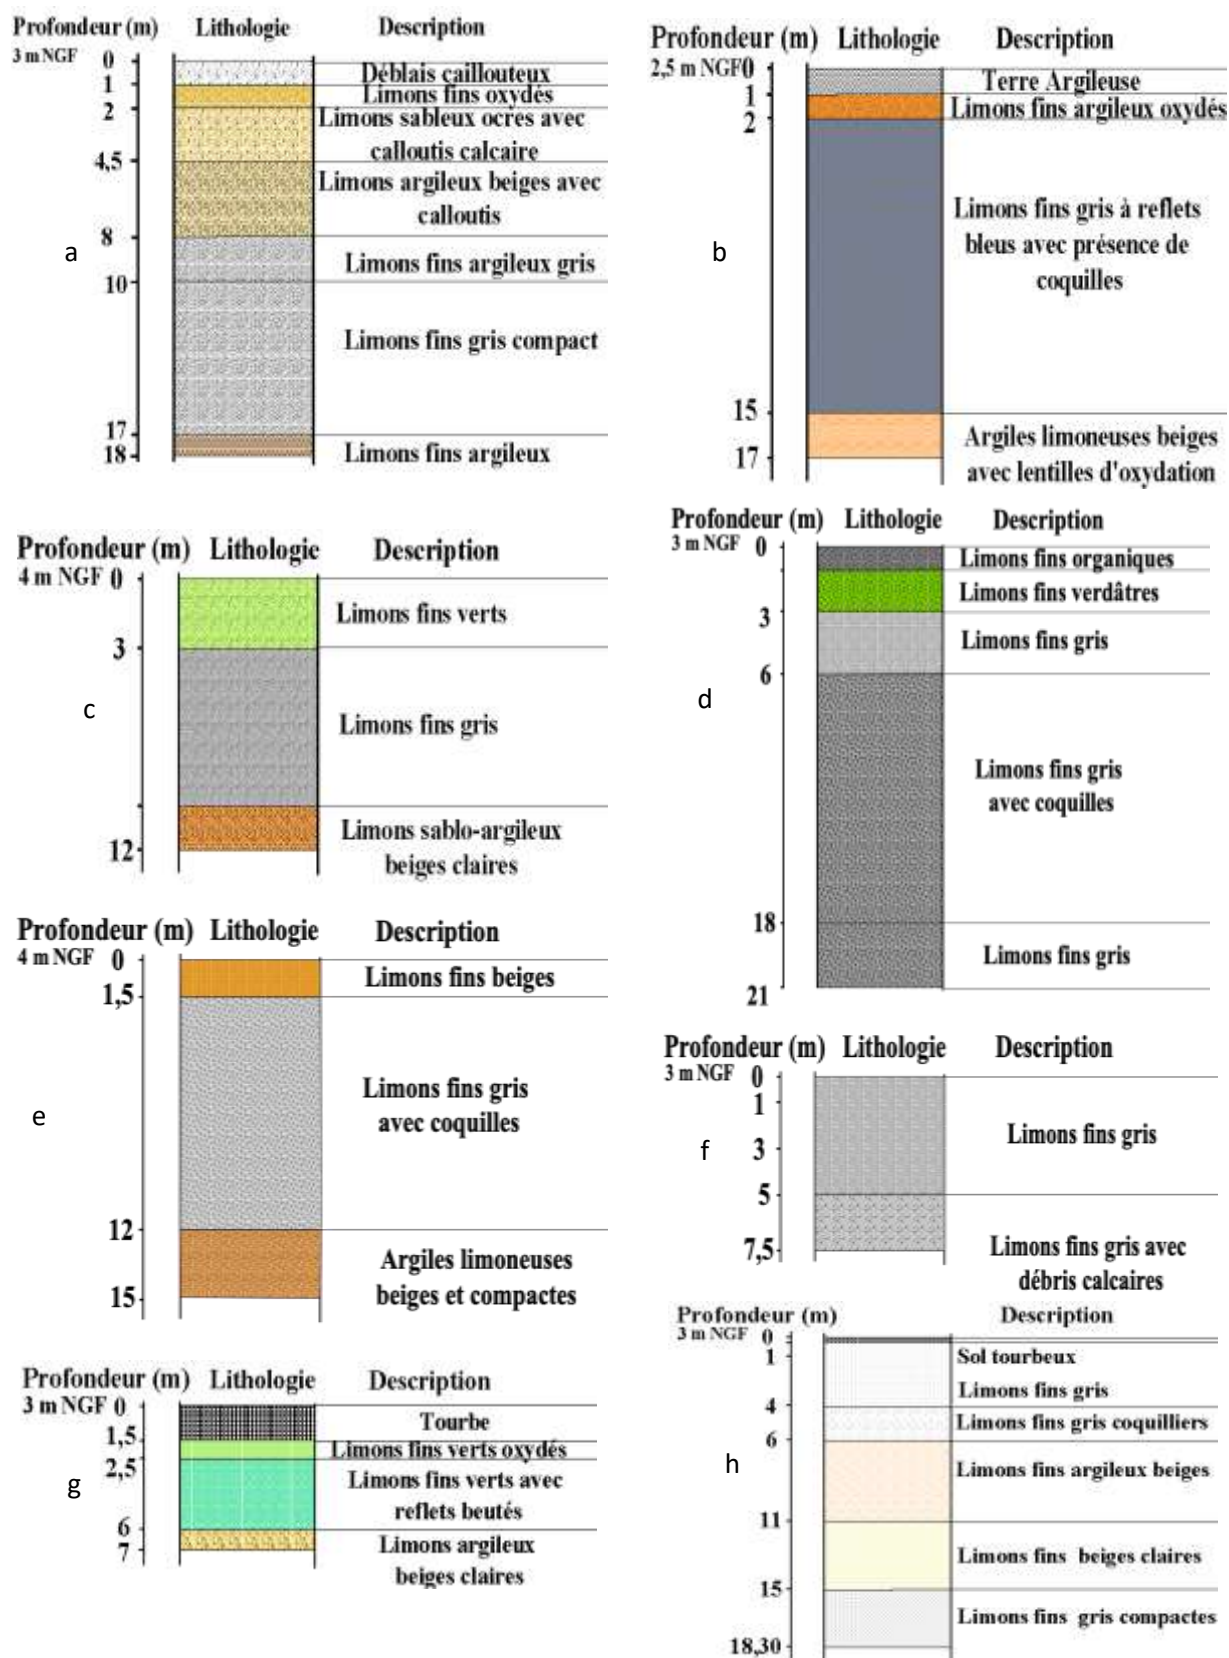 Profondeur (m) Lithologie Description
3 m NGF 0
Déblais caillouteux
1
Limons fins oxydés
2
Limons sableux ocres avec
calloutis calcaire
4,5
Limons argileux beiges avec
calloutis
8
a
Limons fins argileux gris
10
Limons fins gris compact
17
Limons fins argileux
18
Profondeur (m) Lithologie Description
2,5 m NGF 0
Terre Argileuse
1
Limons fins argileux oxydés
2
Limons fins gris à reflets
bleus avec présence de
coquilles
b
15
Argiles limoneuses beiges
avec lentilles d'oxydation
17
Profondeur (m) Lithologie Description
4 m NGF 0
Limons fins verts
3
c
Limons fins gris
Limons sablo-argileux
beiges claires
12
Profondeur (m) Lithologie Description
3 m NGF 0
Limons fins organiques
Limons fins verdâtres
3
Limons fins gris
6
d
Limons fins gris
avec coquilles
18
Limons fins gris
21
Profondeur (m) Lithologie Description
4 m NGF 0
Limons fins beiges
1,5
Limons fins gris
avec coquilles
e
12
Argiles limoneuses
beiges et compactes
15
Profondeur (m) Lithologie Description
3 m NGF 0
1
Limons fins gris
3
f
5
Limons fins gris avec
débris calcaires
7,5
Profondeur (m) Lithologie Description
3 m NGF 0
Tourbe
1,5
Limons fins verts oxydés
2,5
Limons fins verts avec
reflets beutés
g
6
Limons argileux
beiges claires
7
Profondeur (m) Description
3 m NGF 0
1
Sol tourbeux
Limons fins gris
4
Limons fins gris coquilliers
6
Limons fins argileux beiges
h
11
Limons fins beiges claires
15
Limons fins gris compactes
18,30